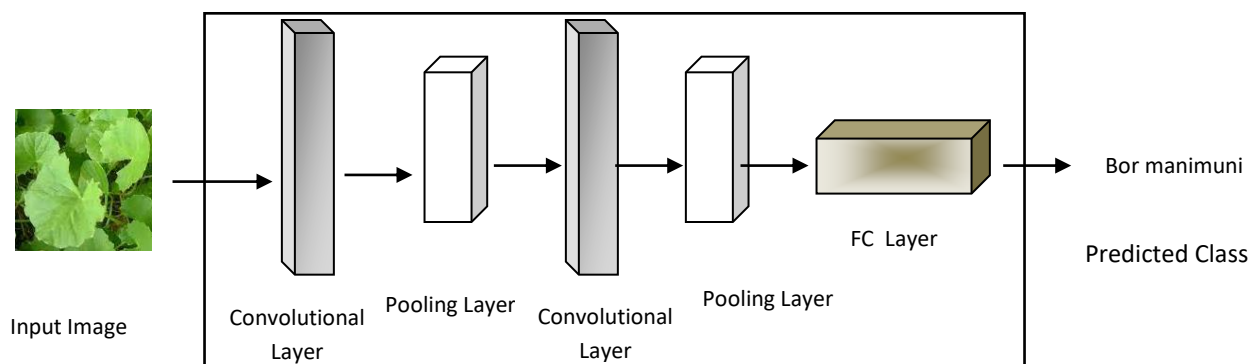 Bor manimuni
FC Layer
Predicted Class
Pooling Layer
Pooling Layer
Convolutional
Layer
Convolutional
Layer
Input Image